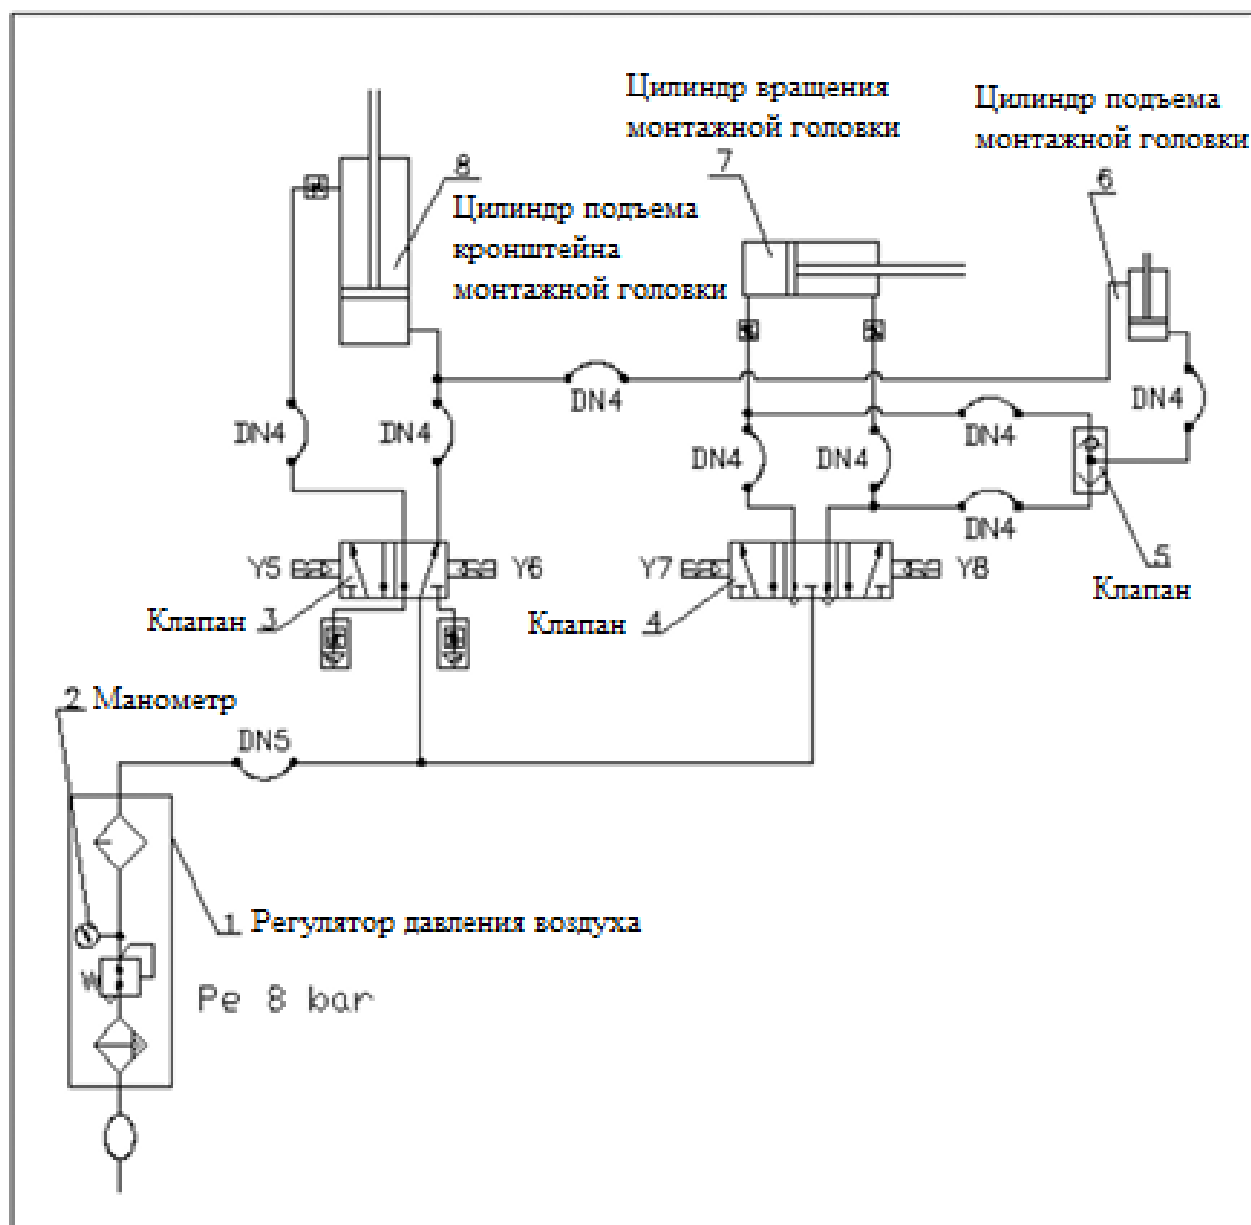 Цилиндр вращения
монтажной головки
7
Цилиндр подъема
монтажной головки
6
8
Цилиндр подъема
кронштейна
монтажной головки
DN4
DN4
DN4
DN4
DN4
DN4
DN4
DN4
Y5
Y6
Y7
Y8
5
Клапан
Клапан 3
Клапан 4
2 Манометр
DN5
1 Регулятор давления воздуха
Pe 8 bar